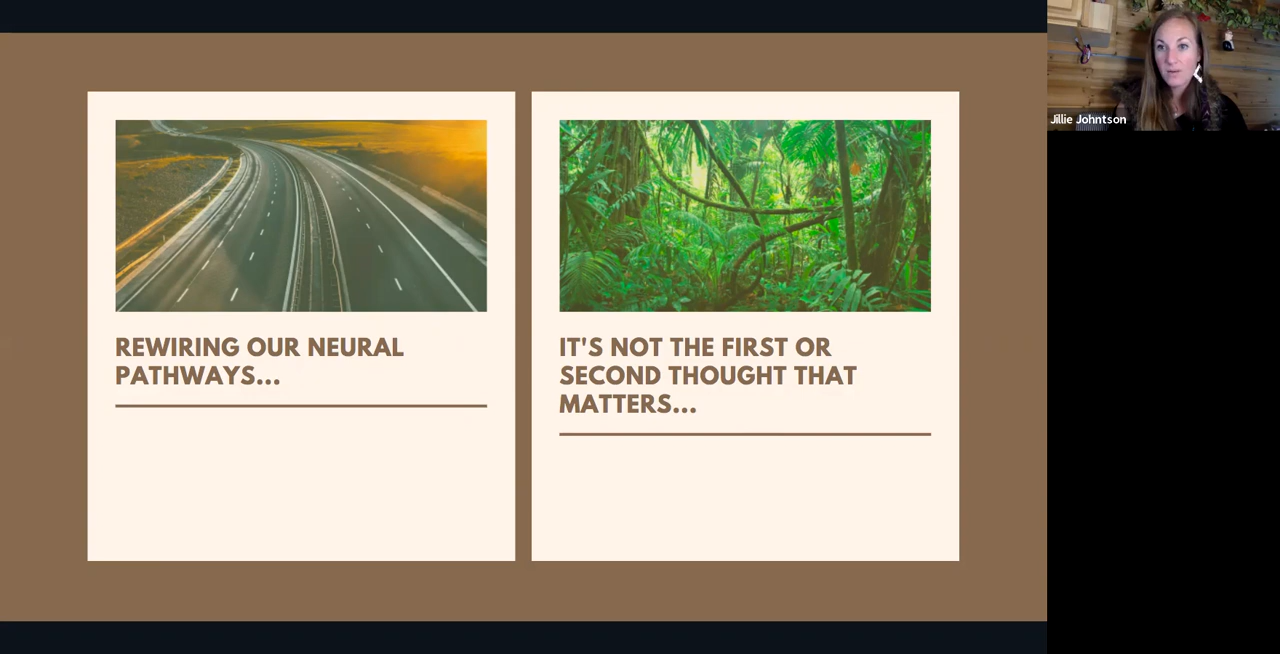 REWIRING OUR NEURAL
PATHWAYS...
IT'S NOT THE FIRST OR
SECOND THOUGHT THAT
MATTERS...
Jillie Johntson